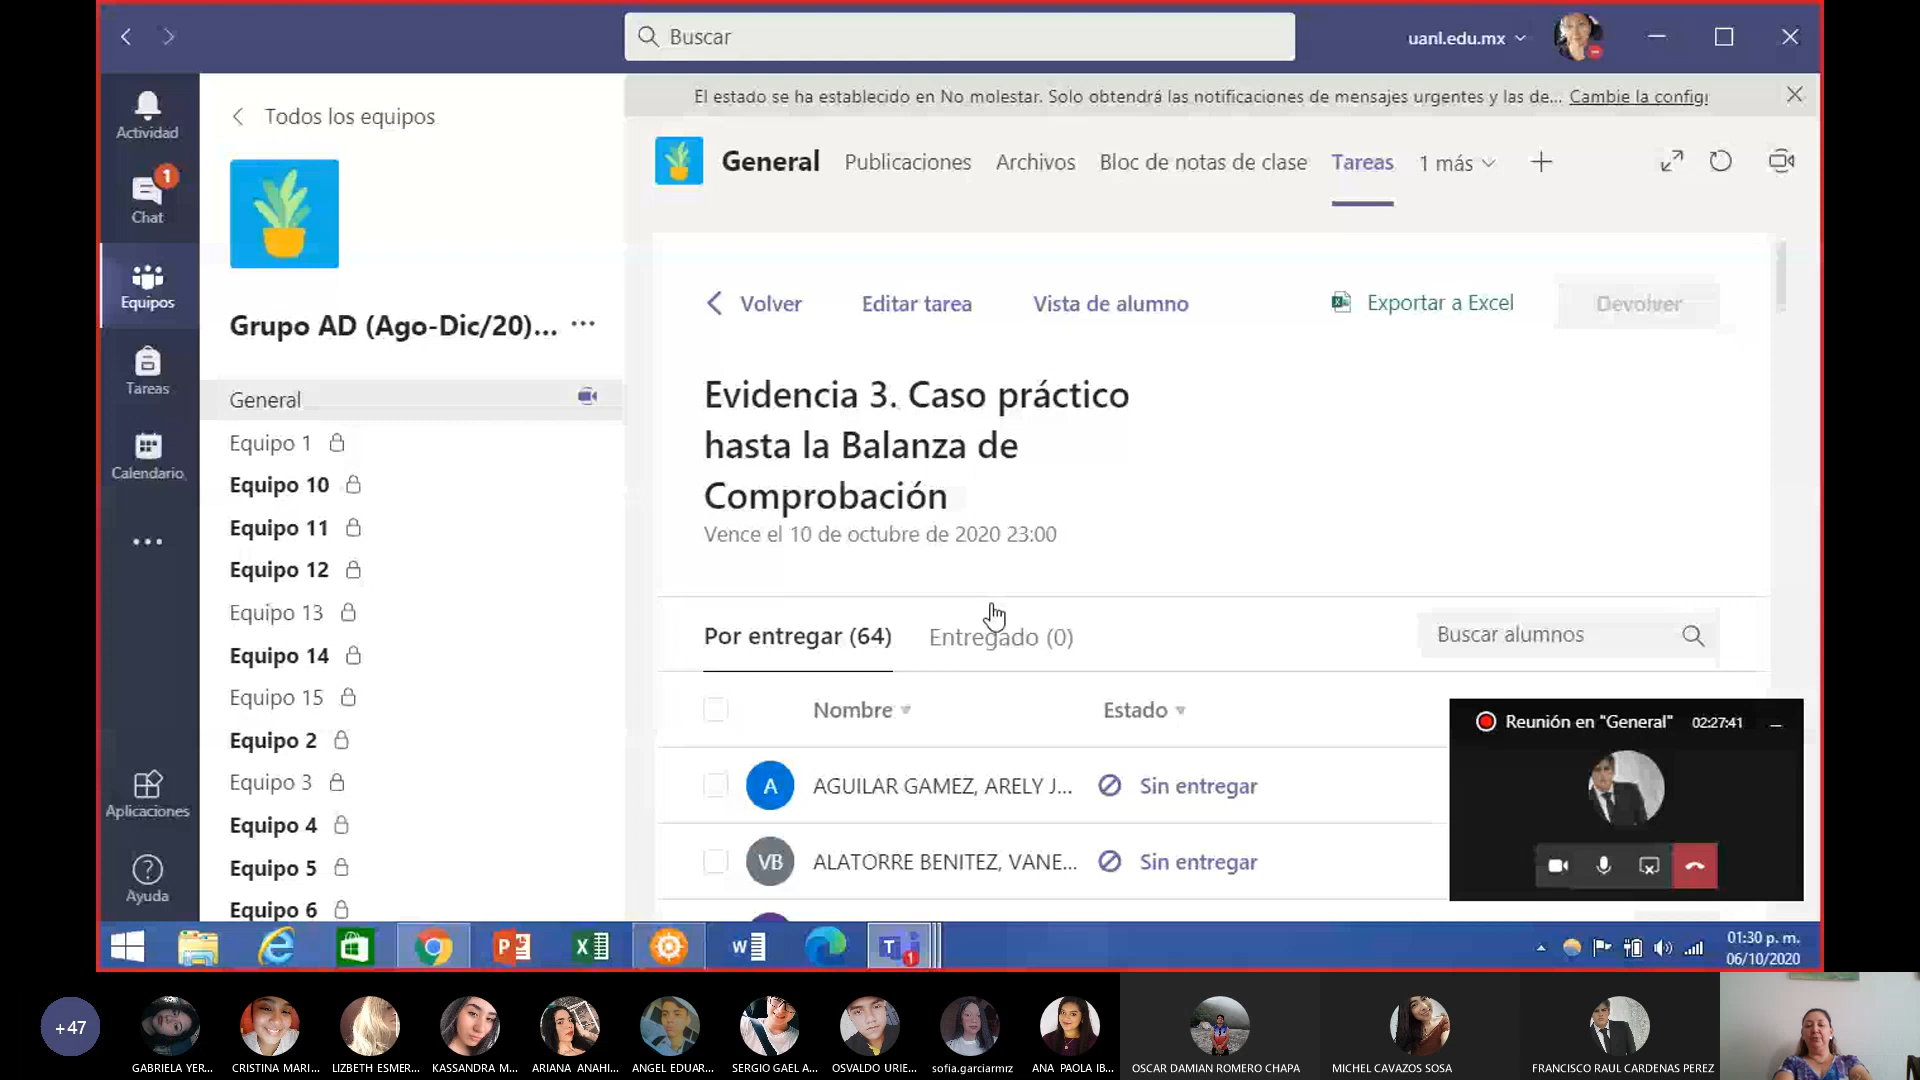 Buscar
uanl.edu.mx
El estado se ha establecido en No molestar. Solo obtendrá las notificaciones de mensajes urgentes y las de... Cambie la configu
Actividad
1
Chat
Equipos
Tareas
Calendario
Aplicaciones
Ayuda
Todos los equipos
Grupo AD (Ago-Dic/20)...
General
Equipo 1
Equipo 10
Equipo 11
Equipo 12
Equipo 13
Equipo 14
Equipo 15
Equipo 2
Equipo 3
Equipo 4
Equipo 5
Equipo 6
General Publicaciones Archivos Bloc de notas de clase Tareas 1 más
Volver Editar tarea Vista de alumno Exportar a Excel Devolver
Evidencia 3. Caso práctico
hasta la Balanza de
Comprobación
Vence el 10 de octubre de 2020 23:00
Por entregar (64) Entregado (0) Buscar alumnos
Nombre Estado
A AGUILAR GAMEZ, ARELY J... Sin entregar
VB ALATORRE BENITEZ, VANE... Sin entregar
Reunión en "General" 02:27:41
01:30 p. m.
06/10/2020
+47
GABRIELA YER...
CRISTINA MARI...
LIZBETH ESMER...
KASSANDRA M...
ARIANA ANAHI...
ANGEL EDUAR...
SERGIO GAEL A...
OSVALDO URIE...
sofia.garciarmrz
ANA PAOLA IB...
OSCAR DAMIAN ROMERO CHAPA
MICHEL CAVAZOS SOSA
FRANCISCO RAUL CARDENAS PEREZ